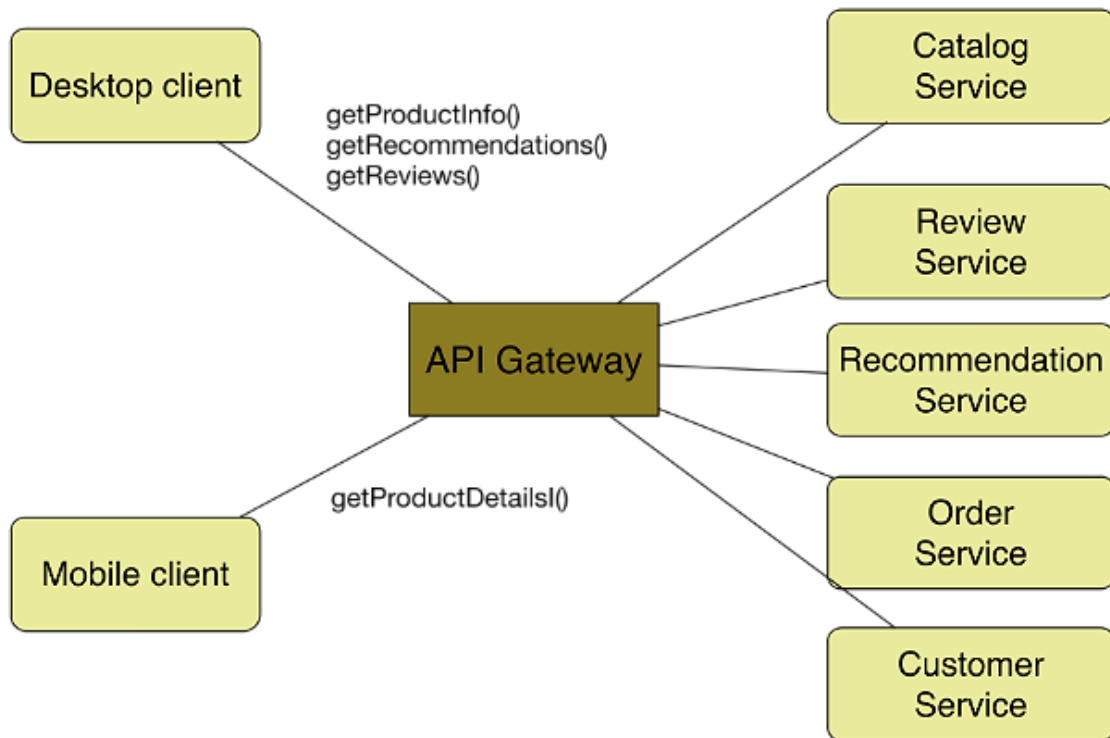 Desktop client
getProductInfo()
getRecommendations()
getReviews()
API Gateway
getProductDetailsI()
Mobile client
Catalog
Service
Review
Service
Recommendation
Service
Order
Service
Customer
Service